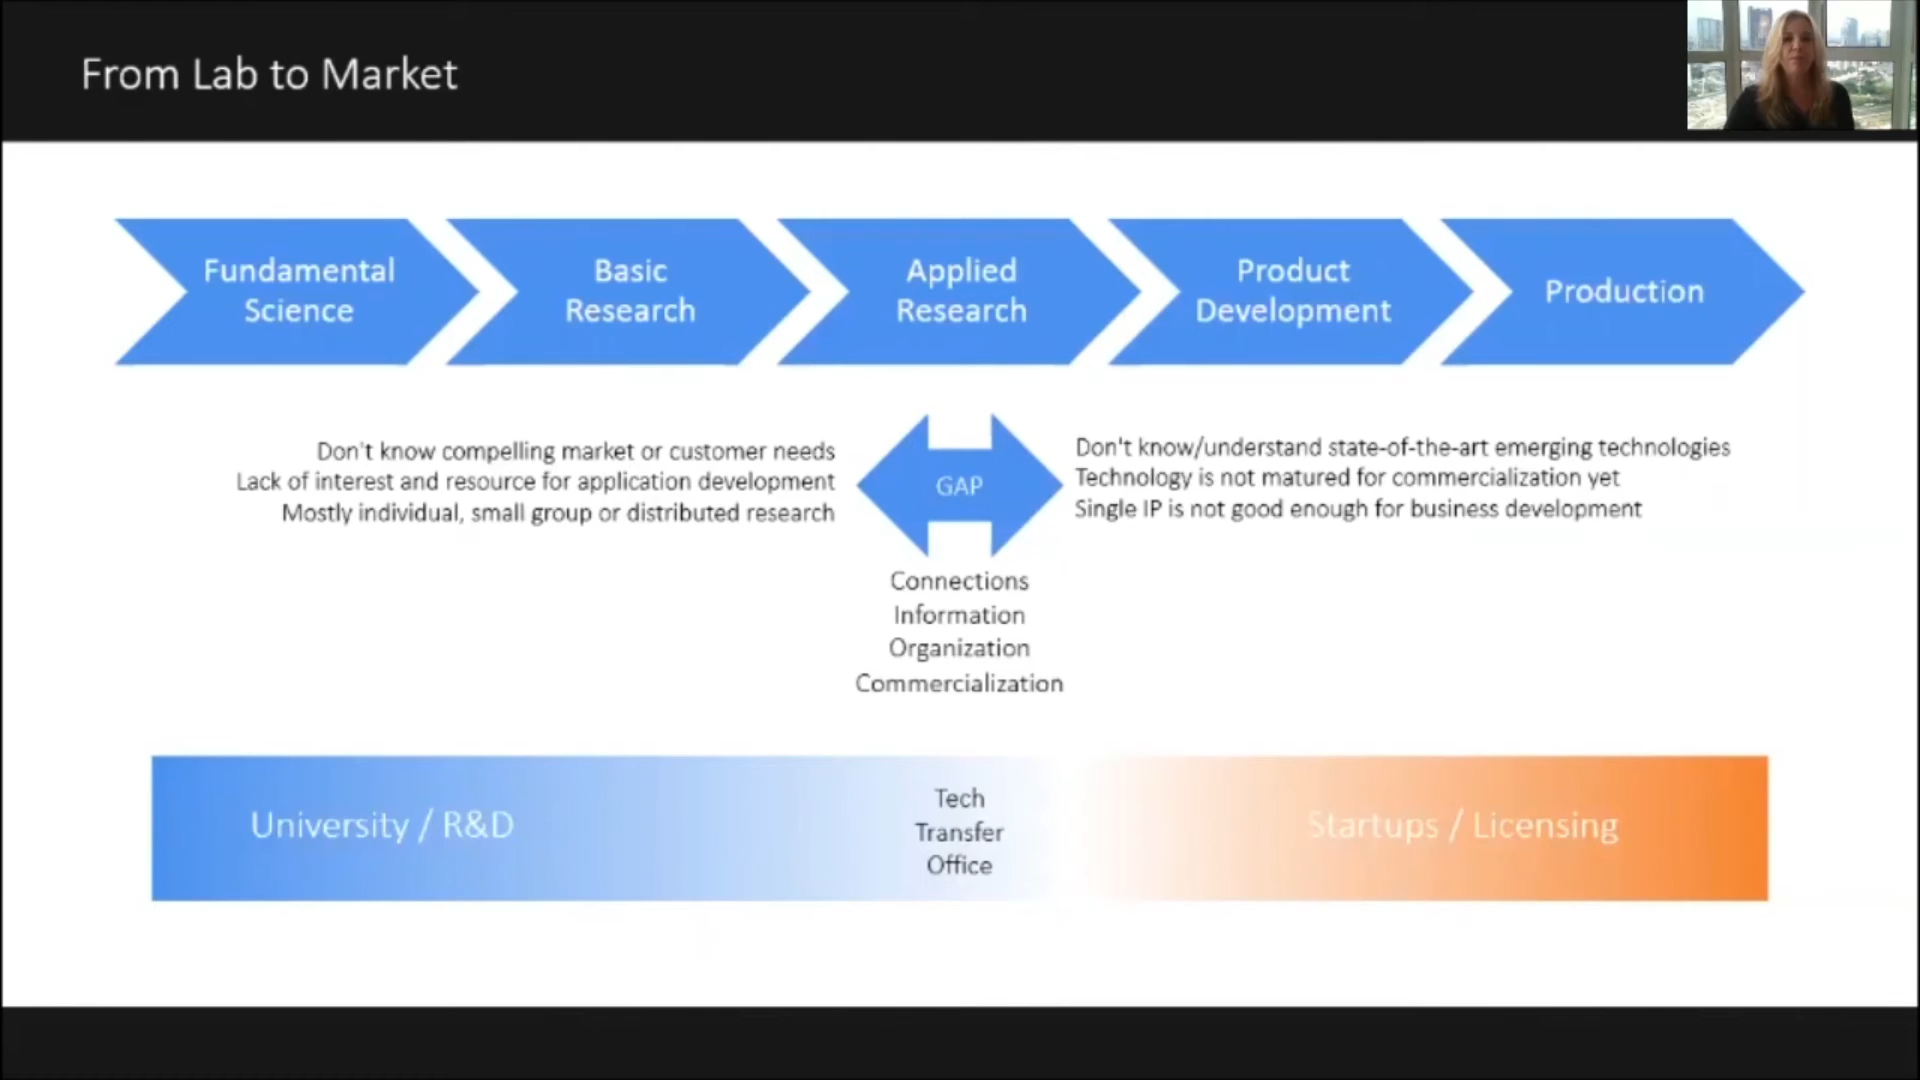 From Lab to Market
Fundamental
Science
Basic
Research
Applied
Research
Product
Development
Production
Don't know compelling market or customer needs
Lack of interest and resource for application development
Mostly individual, small group or distributed research
GAP
Don't know/understand state-of-the-art emerging technologies
Technology is not matured for commercialization yet
Single IP is not good enough for business development
Connections
Information
Organization
Commercialization
University / R&D
Tech
Transfer
Office
Startups / Licensing